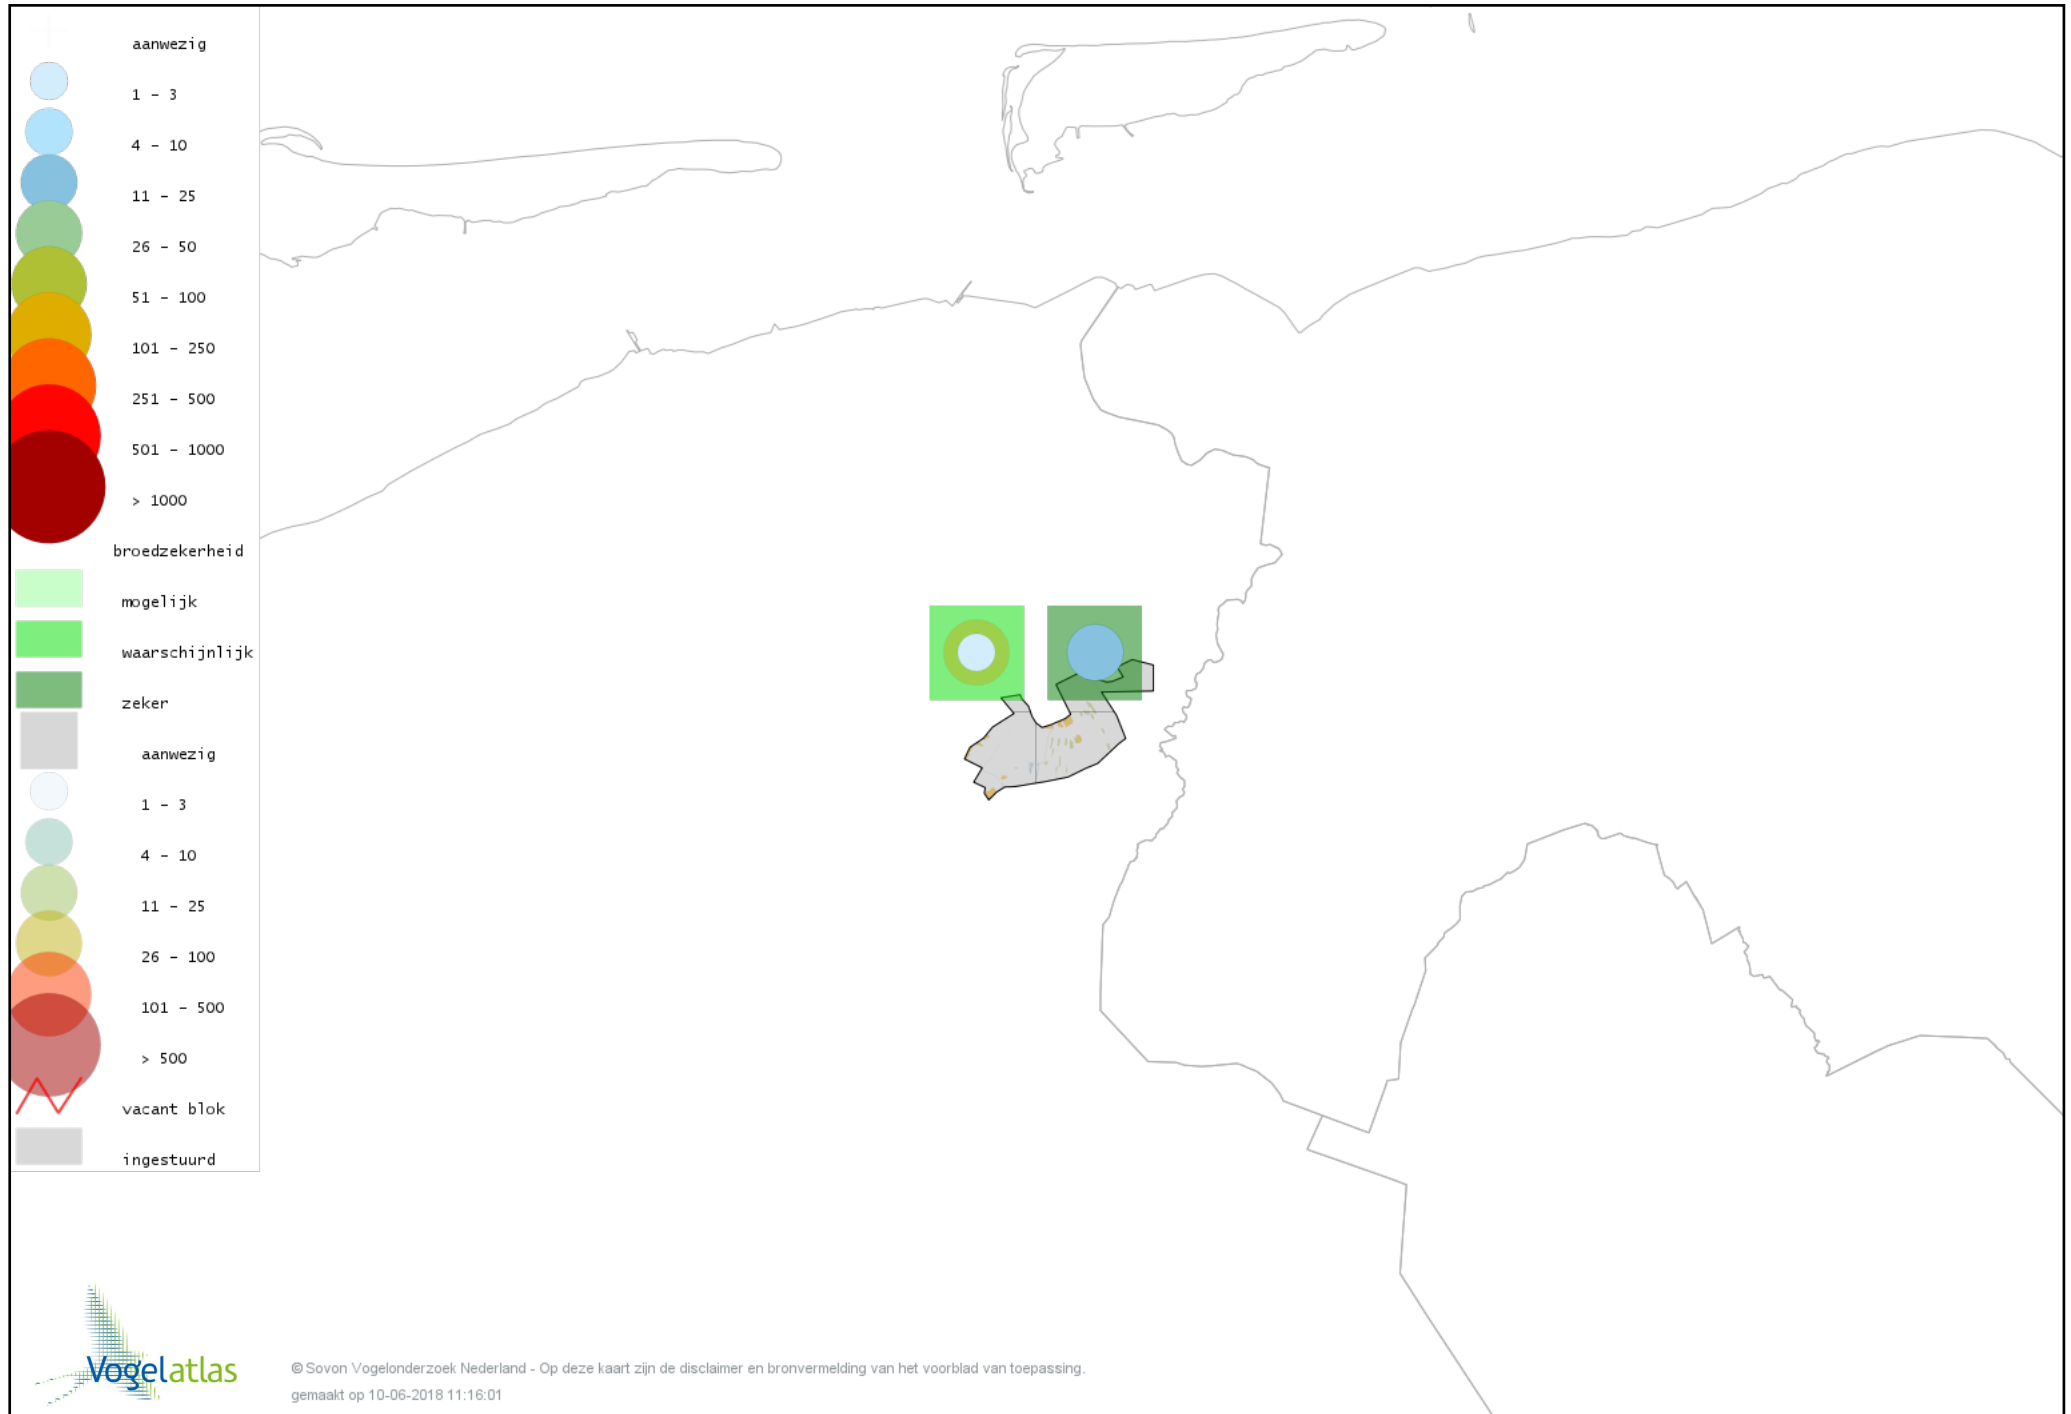 aanwezig
1 - 3
4 - 10
11 - 25
26 - 50
51 - 100
101 - 250
251 - 500
501 - 1000
> 1000
broedzekerheid
mogelijk
waarschijnlijk
zeker
aanwezig
1 - 3
4 - 10
11 - 25
26 - 100
101 - 500
> 500
vacant blok
ingestuurd
Vogelatlas
© Sovon Vogelonderzoek Nederland - Op deze kaart zijn de disclaimer en bronvermelding van het voorblad van toepassing.
gemaakt op 10-06-2018 11:16:01